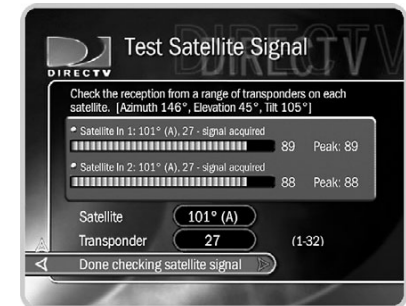 DIRECTV
Test Satellite Signal
Check the reception from a range of transponders on each
satellite. [Azimuth 146°, Elevation 45°, Tilt 105°]
Satellite In 1: 101° (A), 27 - signal acquired
89 Peak: 89
Satellite In 2: 101° (A), 27 - signal acquired
88 Peak: 88
Satellite 101° (A)
Transponder 27 (1-32)
Done checking satellite signal